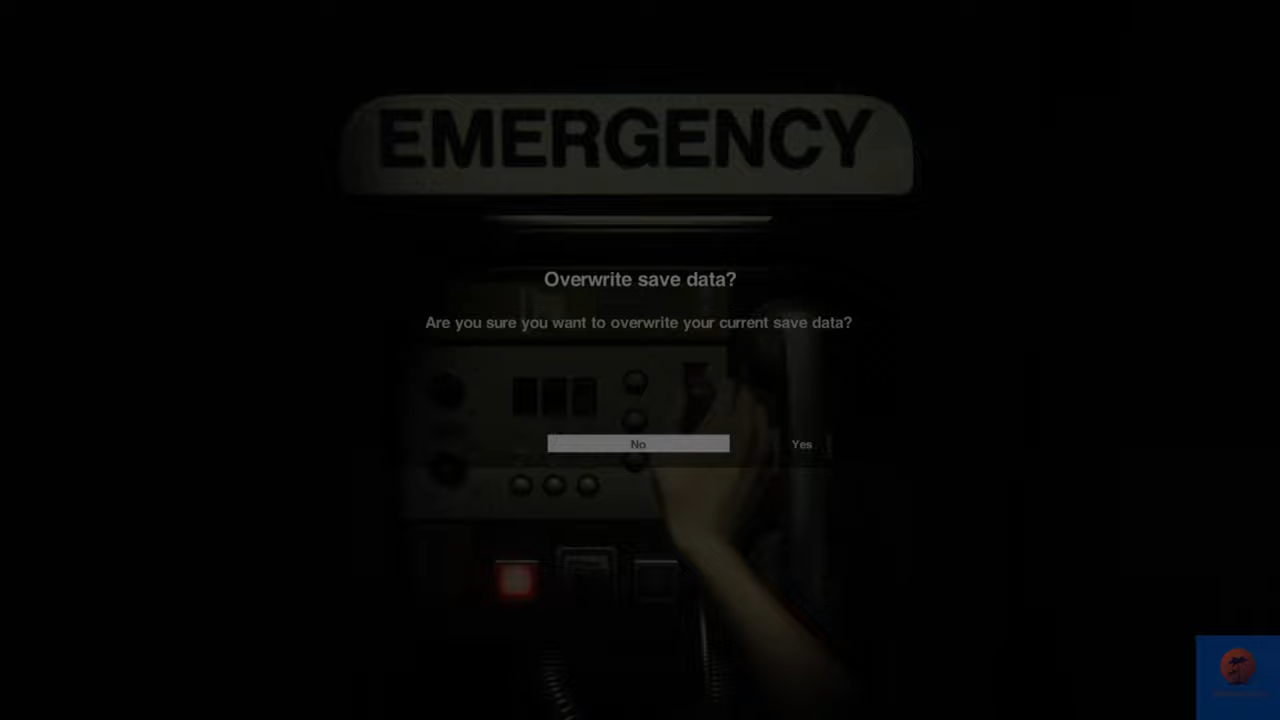 EMERGENCY
Overwrite save data?
Are you sure you want to overwrite your current save data?
No Yes